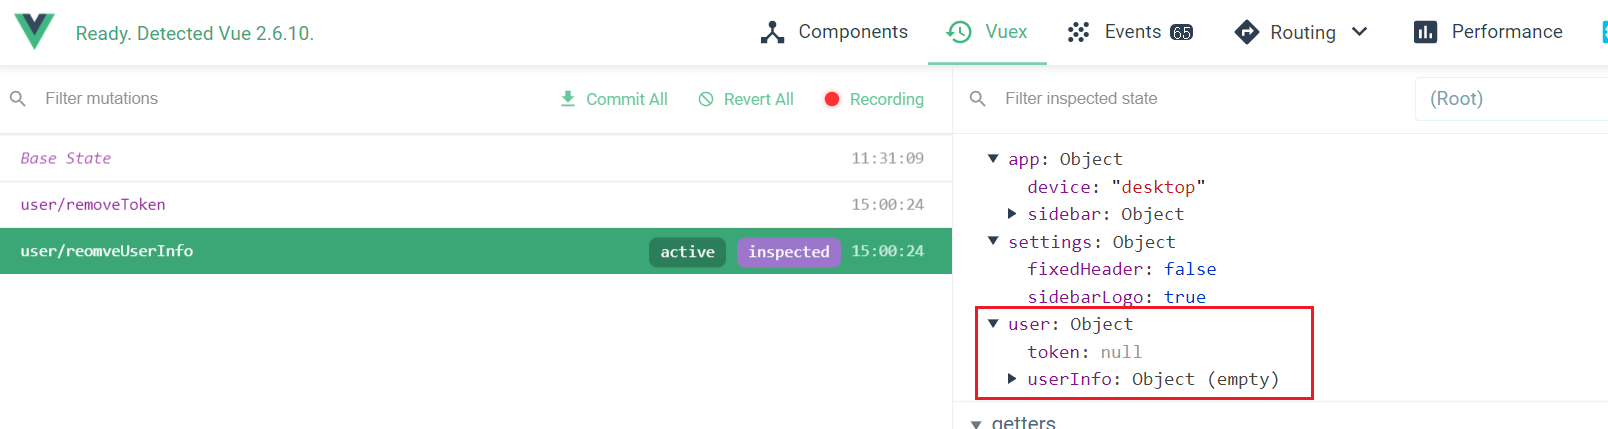 Ready. Detected Vue 2.6.10.
Components Vuex Events 65 Routing Performance
Filter mutations Commit All Revert All Recording
Filter inspected state (Root)
Base State 11:31:09
user/removeToken 15:00:24
user/reomveUserInfo active inspected 15:00:24
app: Object
device: "desktop"
sidebar: Object
settings: Object
fixedHeader: false
sidebarLogo: true
user: Object
token: null
userInfo: Object (empty)
getters